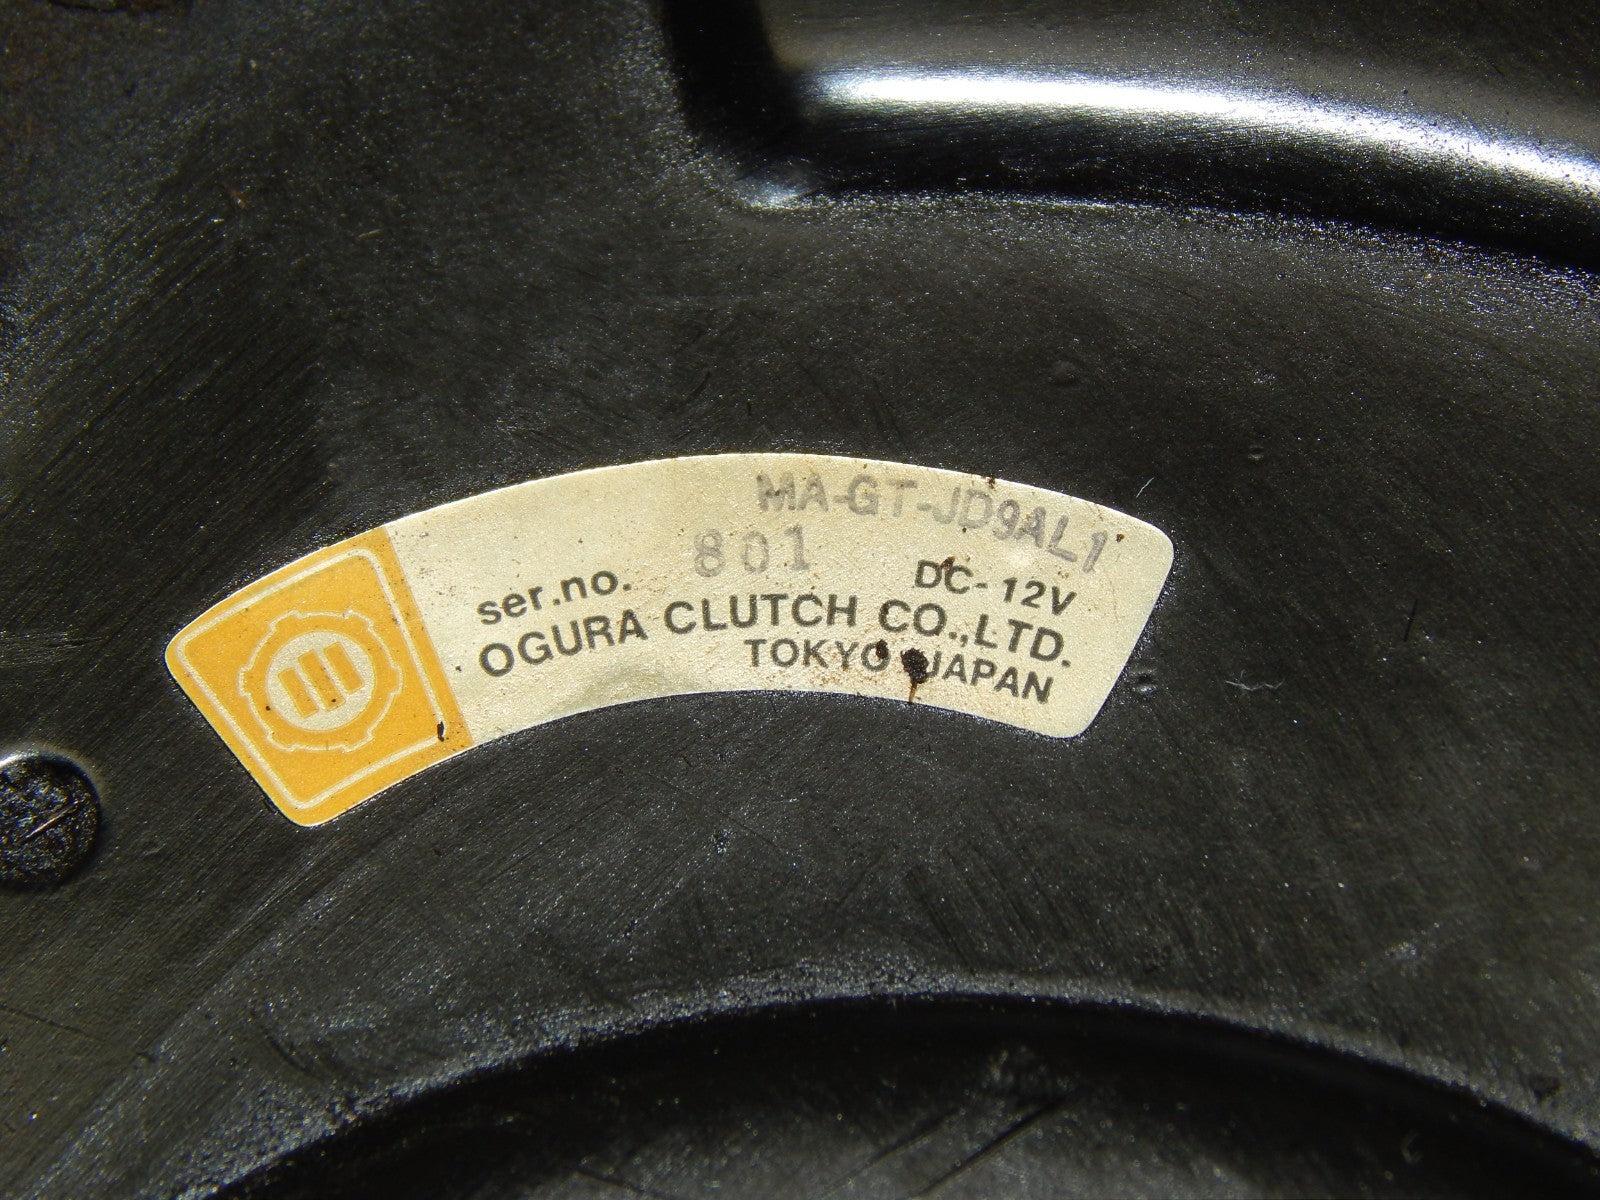 MA-GT-JD9AL1
ser.no. 801
DC-12V
OGURA CLUTCH CO.,LTD.
TOKYO JAPAN